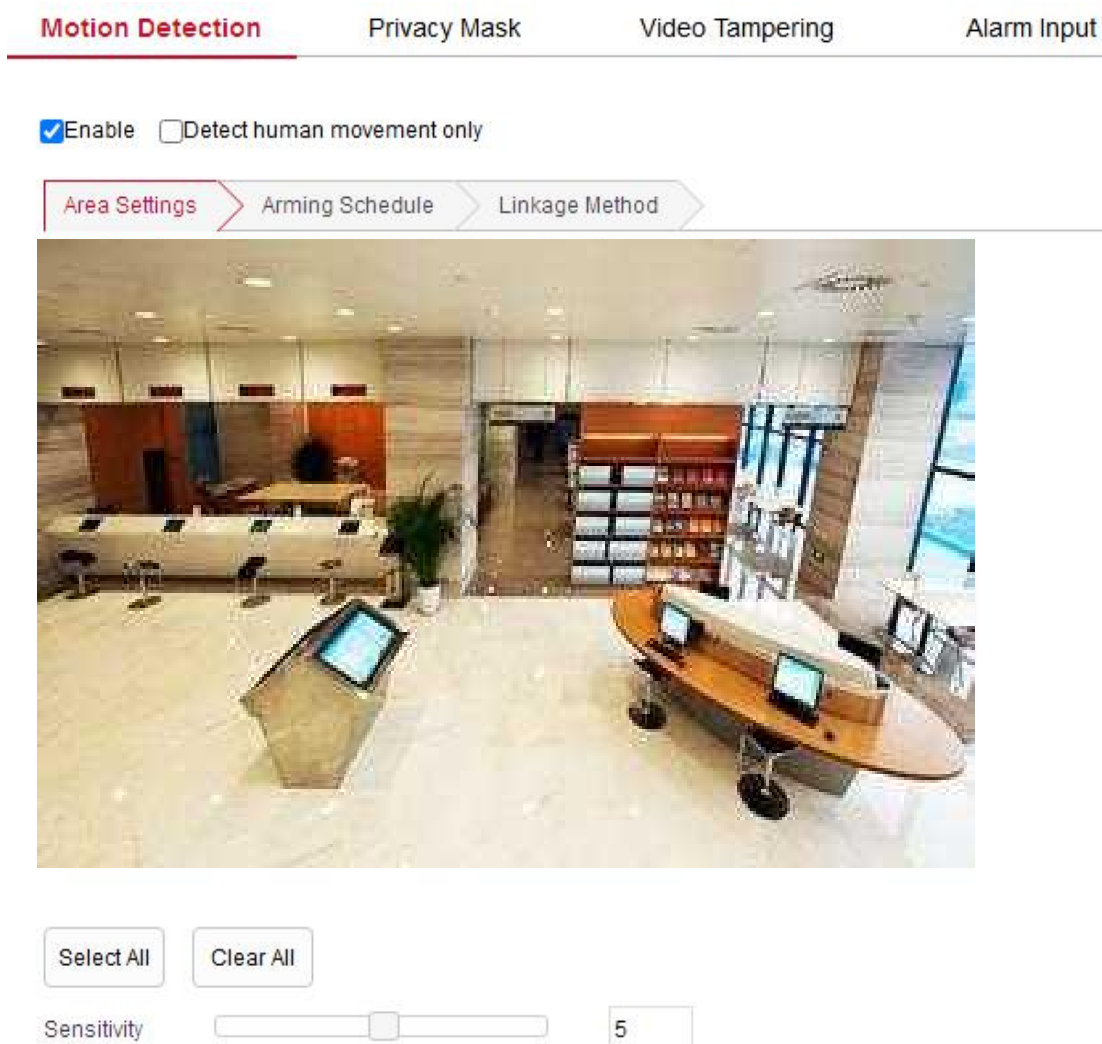 Motion Detection Privacy Mask Video Tampering Alarm Input
Enable Detect human movement only
Area Settings Arming Schedule Linkage Method
Select All Clear All
Sensitivity 5